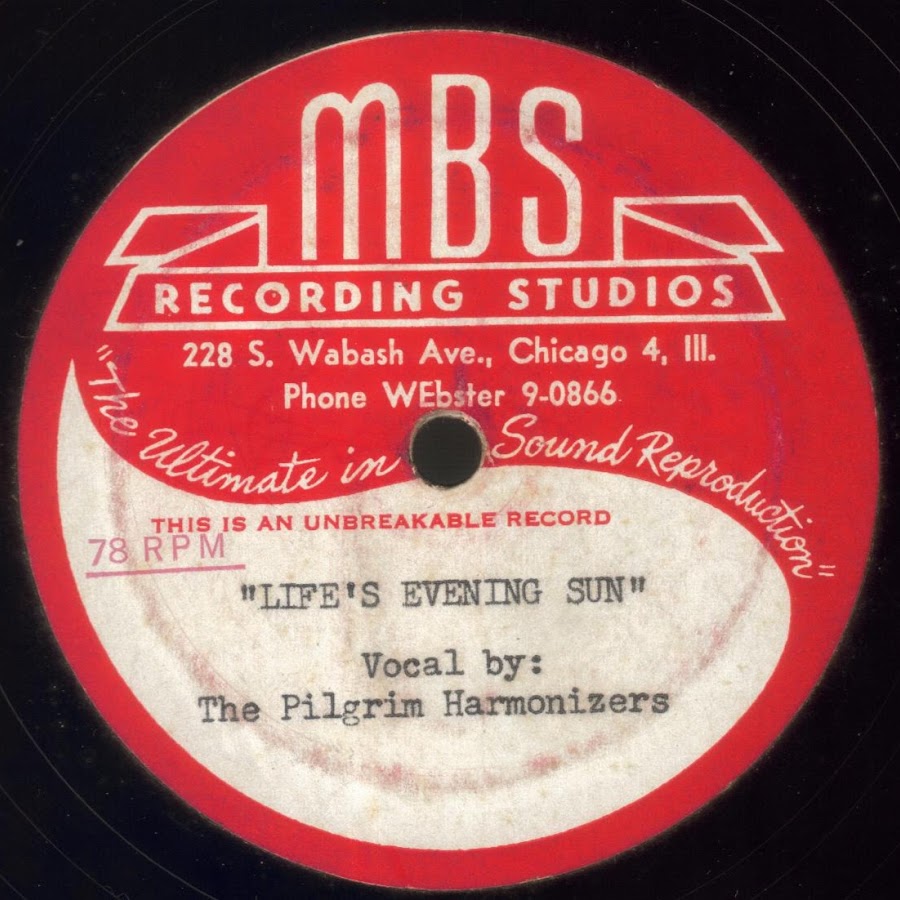 MBS
RECORDING STUDIOS
228 S. Wabash Ave., Chicago 4, Ill.
Phone WEbster 9-0866
"The Ultimate in Sound Reproduction"
THIS IS AN UNBREAKABLE RECORD
78 RPM
"LIFE'S EVENING SUN"
Vocal by:
The Pilgrim Harmonizers